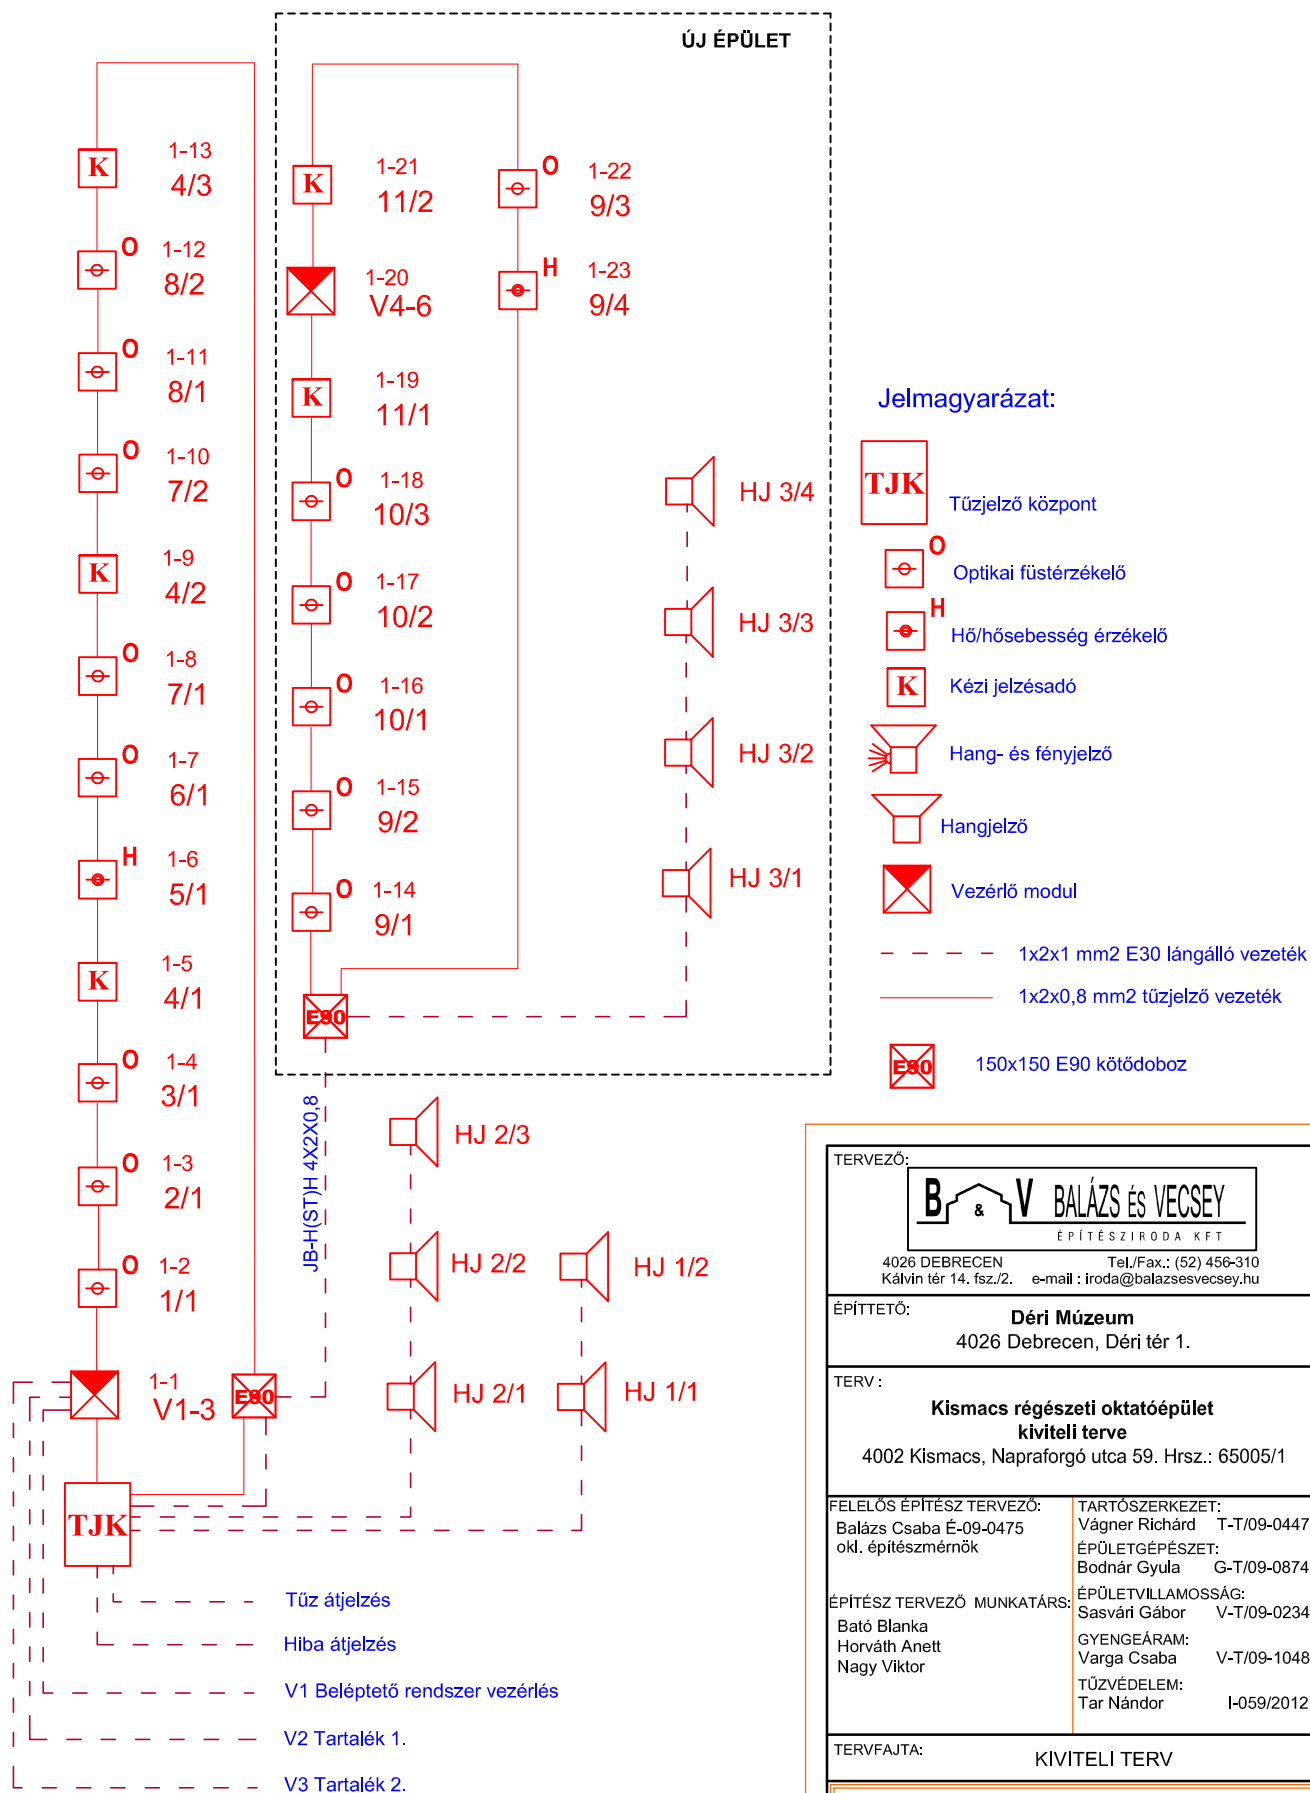 ÚJ ÉPÜLET
K
1-13
4/3
O
1-12
8/2
O
1-11
8/1
O
1-10
7/2
K
1-9
4/2
O
1-8
7/1
O
1-7
6/1
H
1-6
5/1
K
1-5
4/1
O
1-4
3/1
O
1-3
2/1
O
1-2
1/1
1-1
V1-3
E90
TJK
K
1-21
11/2
1-20
V4-6
K
1-19
11/1
O
1-18
10/3
O
1-17
10/2
O
1-16
10/1
O
1-15
9/2
O
1-14
9/1
E90
O
1-22
9/3
H
1-23
9/4
HJ 3/4
HJ 3/3
HJ 3/2
HJ 3/1
JB-H(ST)H 4X2X0,8
HJ 2/3
HJ 2/2
HJ 2/1
HJ 1/2
HJ 1/1
Tűz átjelzés
Hiba átjelzés
V1 Beléptető rendszer vezérlés
V2 Tartalék 1.
V3 Tartalék 2.
Jelmagyarázat:
TJK
Tűzjelző központ
O
Optikai füstérzékelő
H
Hő/hősebesség érzékelő
K
Kézi jelzésadó
Hang- és fényjelző
Hangjelző
Vezérlő modul
1x2x1 mm2 E30 lángálló vezeték
1x2x0,8 mm2 tűzjelző vezeték
E90
150x150 E90 kötődoboz
TERVEZŐ:
B & V BALÁZS ÉS VECSEY
ÉPÍTÉSZIRODA KFT
4026 DEBRECEN Tel./Fax.: (52) 456-310
Kálvin tér 14. fsz./2. e-mail : iroda@balazsesvecsey.hu
ÉPÍTTETŐ:
Déri Múzeum
4026 Debrecen, Déri tér 1.
TERV :
Kismacs régészeti oktatóépület
kiviteli terve
4002 Kismacs, Napraforgó utca 59. Hrsz.: 65005/1
FELELŐS ÉPÍTÉSZ TERVEZŐ:
Balázs Csaba É-09-0475
okl. építészmérnök
ÉPÍTÉSZ TERVEZŐ MUNKATÁRS:
Bató Blanka
Horváth Anett
Nagy Viktor
TARTÓSZERKEZET:
Vágner Richárd T-T/09-0447
ÉPÜLETGÉPÉSZET:
Bodnár Gyula G-T/09-0874
ÉPÜLETVILLAMOSSÁG:
Sasvári Gábor V-T/09-0234
GYENGEÁRAM:
Varga Csaba V-T/09-1048
TŰZVÉDELEM:
Tar Nándor I-059/2012
TERVFAJTA:
KIVITELI TERV